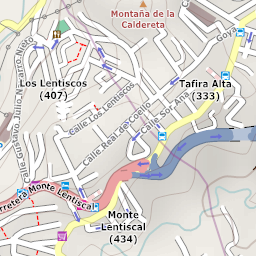 Montaña de la
Caldereta
Goya
Los Lentiscos
(407)
Tafira Alta
(333)
Calle Los Lentiscos
Calle Sor Ana
Calle Real de Coello
Calle Gustavo Julio Navarro Nieto
Carretera Monte Lentiscal
Monte
Lentiscal
(434)